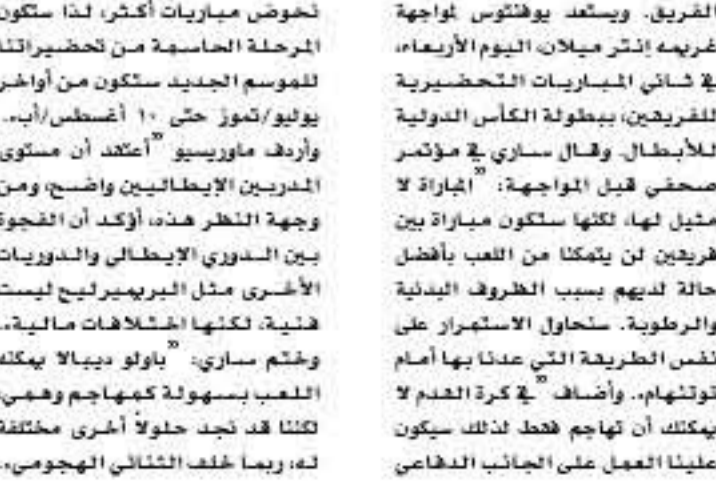 الفريق. ويستعد يوفنتوس لمواجهة
غريمه إنتر ميلان، اليوم الأربعاء،
في ثاني المباريات التحضيرية
للفريقين، ببطولة الكأس الدولية
للأبطال. وقال ساري في مؤتمر
صحفي قبل المواجهة: "المباراة لا
مثيل لها، لكنها ستكون مباراة بين
فريقين لن يتمكنا من اللعب بأفضل
حالة لديهم بسبب الظروف البدنية
والرطوبة. سنحاول الاستمرار على
نفس الطريقة التي عدنا بها أمام
توتنهام». وأضاف "في كرة القدم لا
يمكنك أن تهاجم فقط لذلك سيكون
علينا العمل على الجانب الدفاعي
نخوض مباريات أكثر، لذا ستكون
المرحلة الحاسمة من تحضيراتنا
للموسم الجديد ستكون من أواخر
يوليو/تموز حتى ١٠ أغسطس/آب».
وأردف ماوريسيو "أعتقد أن مستوى
المدربين الإيطاليين واضح، ومن
وجهة النظر هذه، أؤكد أن الفجوة
بين الدوري الإيطالي والدوريات
الأخرى مثل البريميرليج ليست
فنية، لكنها اختلافات مالية».
وختم ساري: "باولو ديبالا يمكنه
اللعب بسهولة كمهاجم وهمي،
لكننا قد نجد حلولاً أخرى مختلفة
له، ربما خلف الثنائي الهجومي».